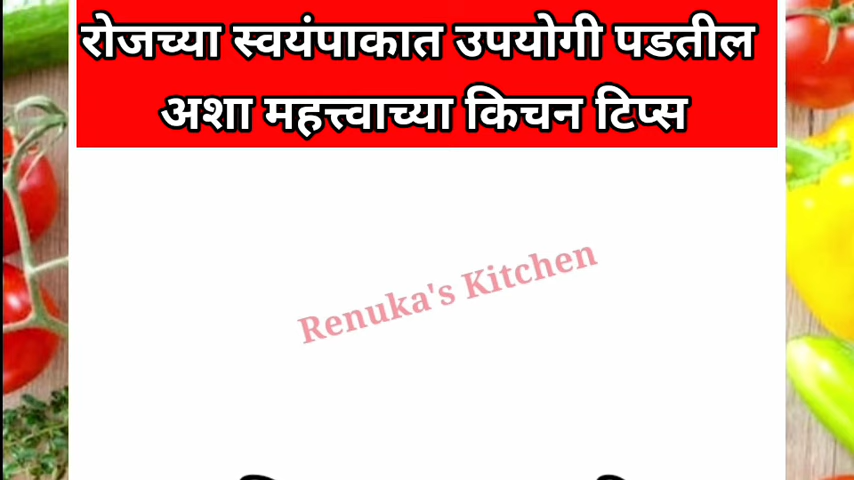 रोजच्या स्वयंपाकात उपयोगी पडतील
अशा महत्त्वाच्या किचन टिप्स
Renuka's Kitchen